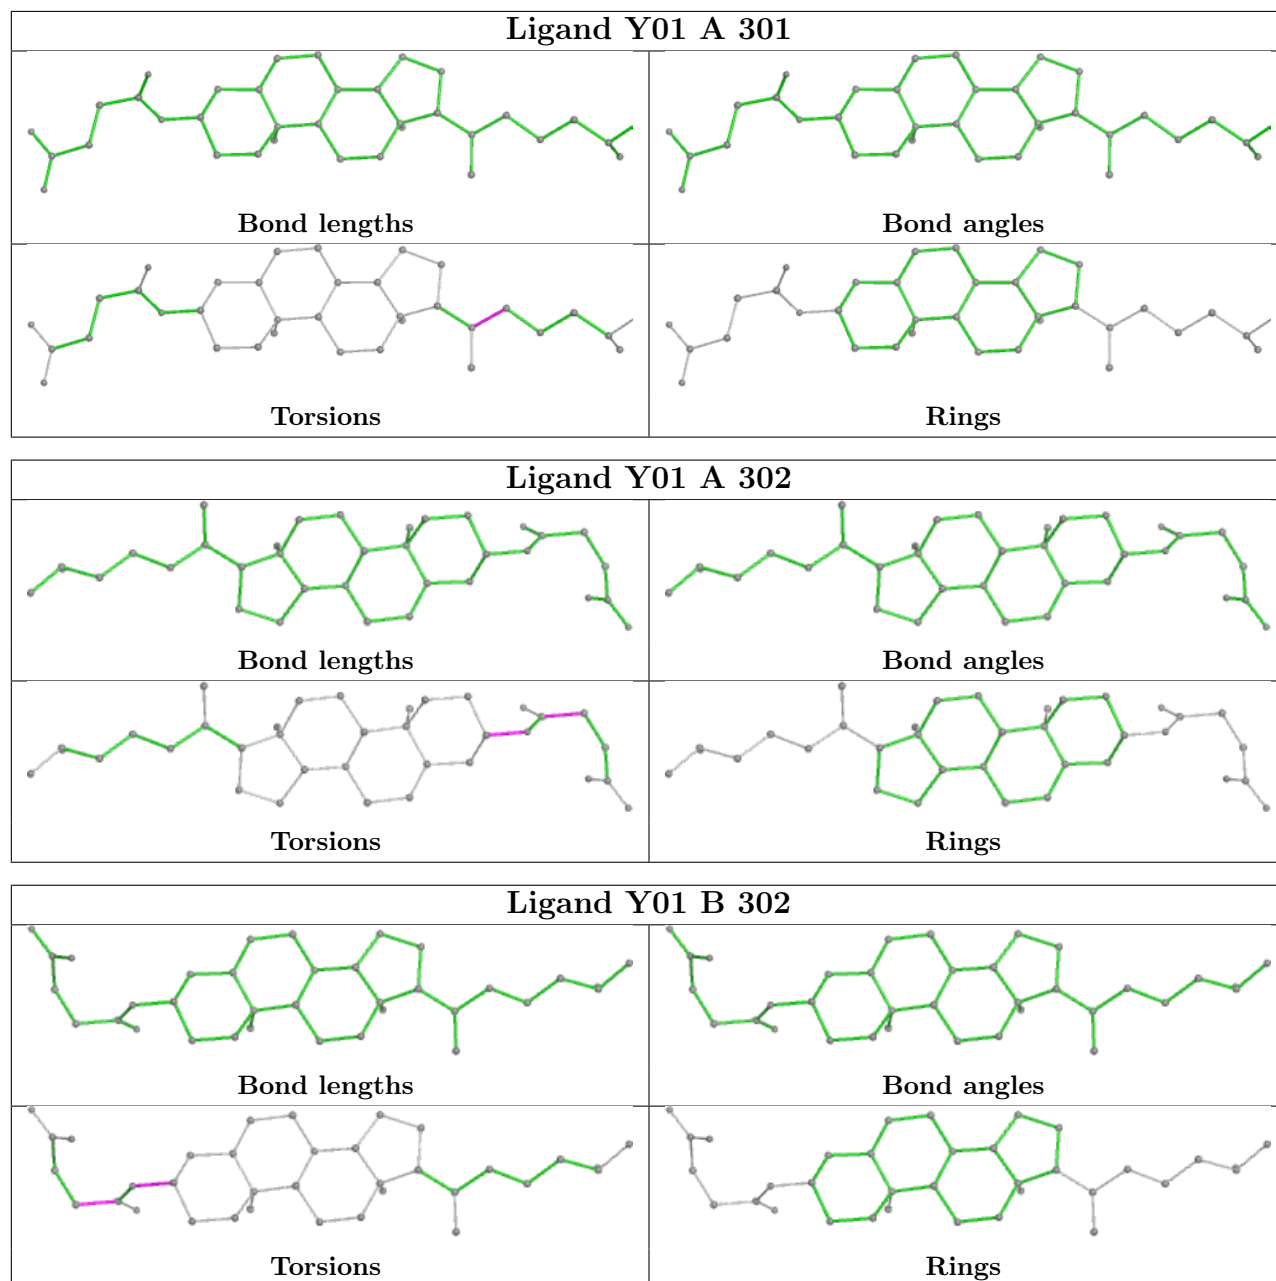 Ligand Y01 A 301
Bond lengths
Bond angles
Torsions
Rings
Ligand Y01 A 302
Bond lengths
Bond angles
Torsions
Rings
Ligand Y01 B 302
Bond lengths
Bond angles
Torsions
Rings